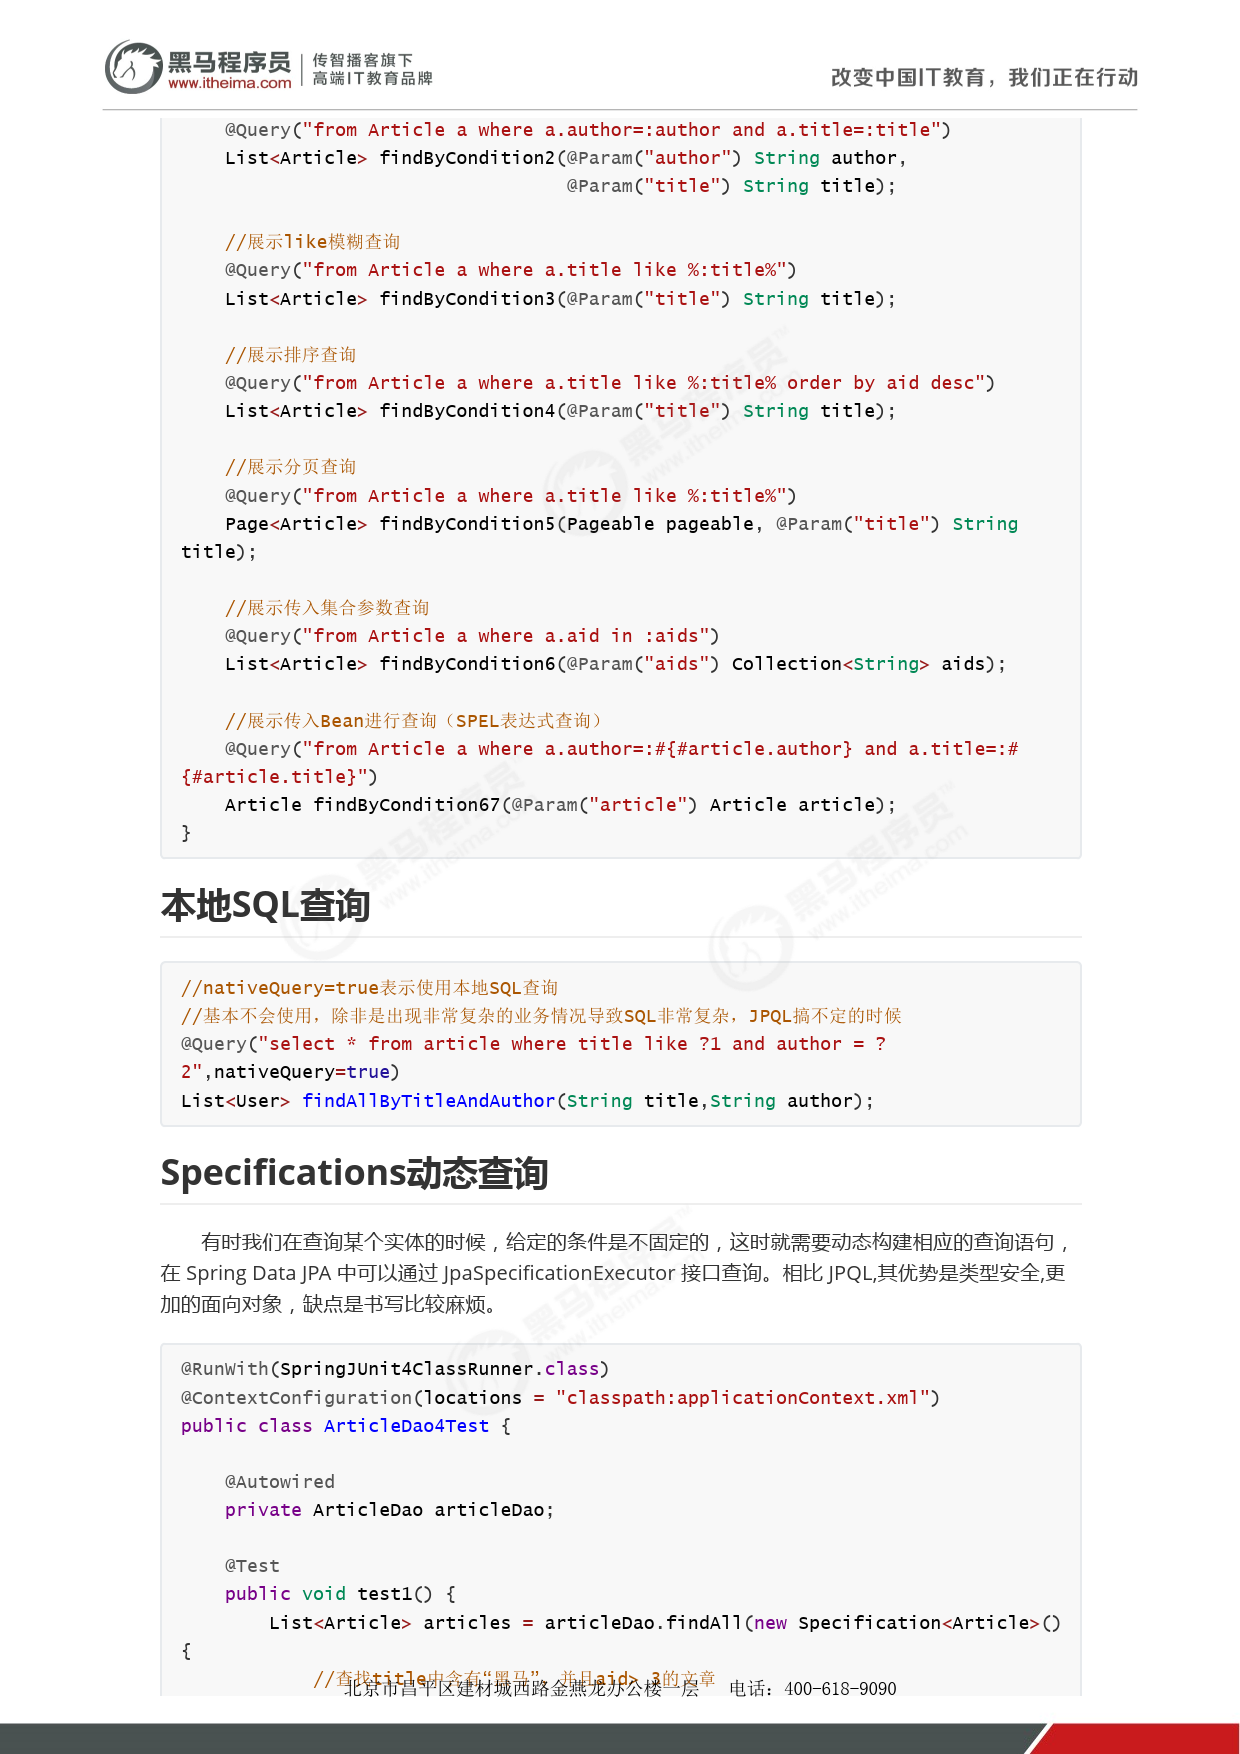 黑马程序员 传智播客旗下
www.itheima.com 高端IT教育品牌
改变中国IT教育，我们正在行动
@Query("from Article a where a.author=:author and a.title=:title")
List<Article> findByCondition2(@Param("author") String author,
@Param("title") String title);
//展示like模糊查询
@Query("from Article a where a.title like %:title%")
List<Article> findByCondition3(@Param("title") String title);
//展示排序查询
@Query("from Article a where a.title like %:title% order by aid desc")
List<Article> findByCondition4(@Param("title") String title);
//展示分页查询
@Query("from Article a where a.title like %:title%")
Page<Article> findByCondition5(Pageable pageable, @Param("title") String
title);
//展示传入集合参数查询
@Query("from Article a where a.aid in :aids")
List<Article> findByCondition6(@Param("aids") Collection<String> aids);
//展示传入Bean进行查询（SPEL表达式查询）
@Query("from Article a where a.author=:#{#article.author} and a.title=:#
{#article.title}")
Article findByCondition67(@Param("article") Article article);
}
本地SQL查询
//nativeQuery=true表示使用本地SQL查询
//基本不会使用，除非是出现非常复杂的业务情况导致SQL非常复杂，JPQL搞不定的时候
@Query("select * from article where title like ?1 and author = ?
2",nativeQuery=true)
List<User> findAllByTitleAndAuthor(String title,String author);
Specifications动态查询
有时我们在查询某个实体的时候，给定的条件是不固定的，这时就需要动态构建相应的查询语句，
在 Spring Data JPA 中可以通过 JpaSpecificationExecutor 接口查询。相比 JPQL,其优势是类型安全,更
加的面向对象，缺点是书写比较麻烦。
@RunWith(SpringJUnit4ClassRunner.class)
@ContextConfiguration(locations = "classpath:applicationContext.xml")
public class ArticleDao4Test {
@Autowired
private ArticleDao articleDao;
@Test
public void test1() {
List<Article> articles = articleDao.findAll(new Specification<Article>()
{
//查找title中含有“黑马”，并且aid> 3的文章
北京市昌平区建材城西路金燕龙办公楼一层 电话：400-618-9090